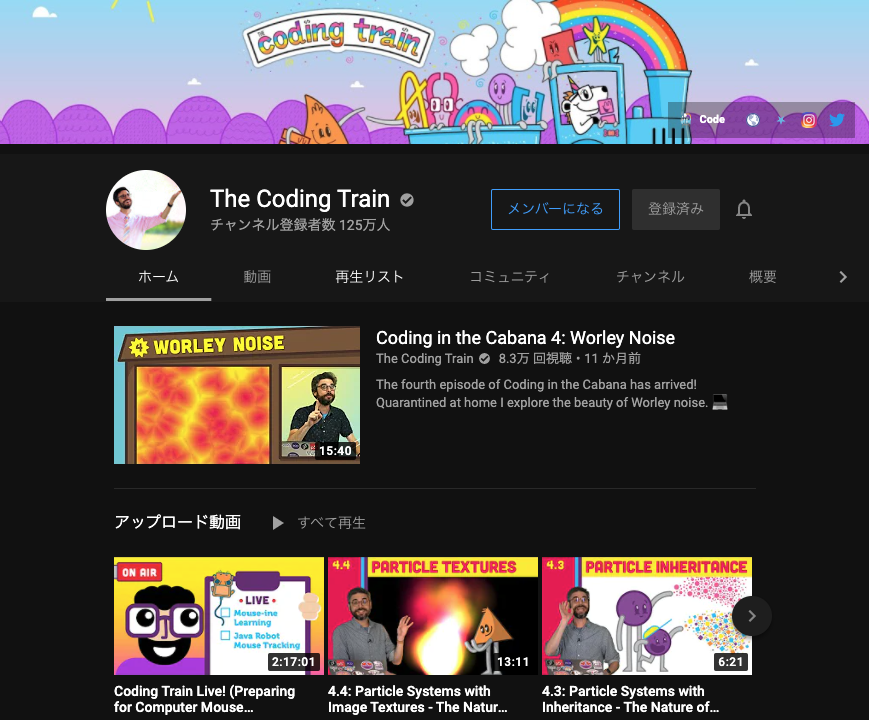 THE
coding train
Code
The Coding Train
チャンネル登録者数 125万人
メンバーになる
登録済み
ホーム
動画
再生リスト
コミュニティ
チャンネル
概要
4 WORLEY NOISE
15:40
Coding in the Cabana 4: Worley Noise
The Coding Train 8.3万 回視聴・11 か月前
The fourth episode of Coding in the Cabana has arrived!
Quarantined at home I explore the beauty of Worley noise.
アップロード動画
すべて再生
ON AIR
• LIVE •
Mouse-ine
Learning
Java Robot
Mouse Tracking
2:17:01
4.4 PARTICLE TEXTURES
13:11
4.3 PARTICLE INHERITANCE
6:21
Coding Train Live! (Preparing
for Computer Mouse…
4.4: Particle Systems with
Image Textures - The Natur…
4.3: Particle Systems with
Inheritance - The Nature of…